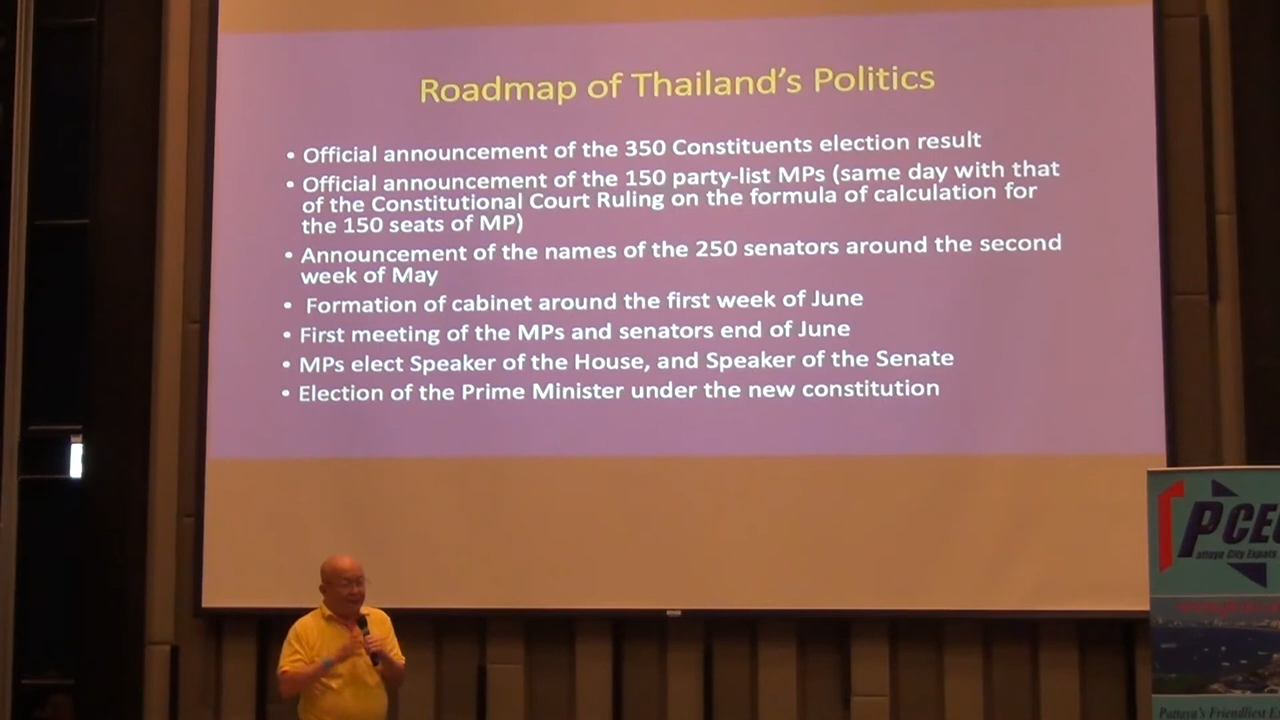 Roadmap of Thailand's Politics
• Official announcement of the 350 Constituents election result
• Official announcement of the 150 party-list MPs (same day with that
of the Constitutional Court Ruling on the formula of calculation for
the 150 seats of MP)
• Announcement of the names of the 250 senators around the second
week of May
• Formation of cabinet around the first week of June
• First meeting of the MPs and senators end of June
• MPs elect Speaker of the House, and Speaker of the Senate
• Election of the Prime Minister under the new constitution
PCE
attaya City Expats
Pattaya's Friendliest